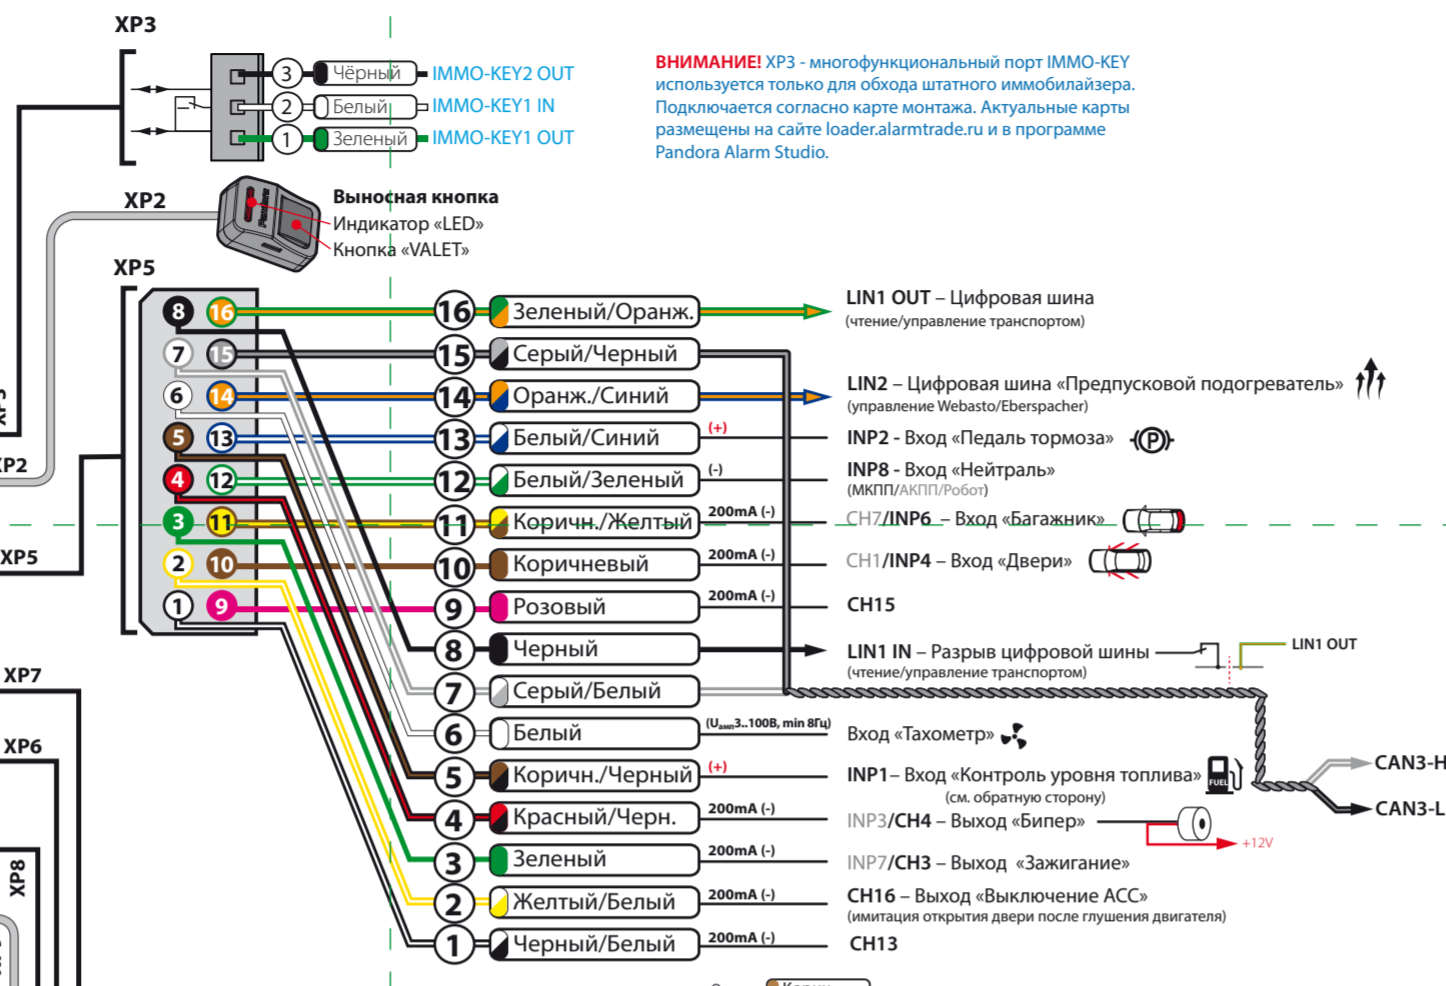 XP3
3 Чёрный IMMO-KEY2 OUT
2 Белый IMMO-KEY1 IN
1 Зеленый IMMO-KEY1 OUT
ВНИМАНИЕ! XP3 - многофункциональный порт IMMO-KEY
используется только для обхода штатного иммобилайзера.
Подключается согласно карте монтажа. Актуальные карты
размещены на сайте loader.alarmtrade.ru и в программе
Pandora Alarm Studio.
XP2
Pandora
Выносная кнопка
Индикатор «LED»
Кнопка «VALET»
XP3
XP2
XP5
XP7
XP6
XP8
XP5
8 16
7 15
6 14
5 13
4 12
3 11
2 10
1 9
16 Зеленый/Оранж. LIN1 OUT – Цифровая шина
(чтение/управление транспортом)
15 Серый/Черный
14 Оранж./Синий LIN2 – Цифровая шина «Предпусковой подогреватель»
(управление Webasto/Eberspacher)
13 Белый/Синий (+) INP2 - Вход «Педаль тормоза» (P)
12 Белый/Зеленый (-) INP8 - Вход «Нейтраль»
(МКПП/АКПП/Робот)
11 Коричн./Желтый 200mA (-) CH7/INP6 – Вход «Багажник»
10 Коричневый 200mA (-) CH1/INP4 – Вход «Двери»
9 Розовый 200mA (-) CH15
8 Черный LIN1 IN – Разрыв цифровой шины LIN1 OUT
(чтение/управление транспортом)
7 Серый/Белый
6 Белый (Uамп3..100В, min 8Гц) Вход «Тахометр»
5 Коричн./Черный (+) INP1– Вход «Контроль уровня топлива» FUEL
(см. обратную сторону)
CAN3-H
CAN3-L
4 Красный/Черн. 200mA (-) INP3/CH4 – Выход «Бипер»
+12V
3 Зеленый 200mA (-) INP7/CH3 – Выход «Зажигание»
2 Желтый/Белый 200mA (-) CH16 – Выход «Выключение ACC»
(имитация открытия двери после глушения двигателя)
1 Черный/Белый 200mA (-) CH13